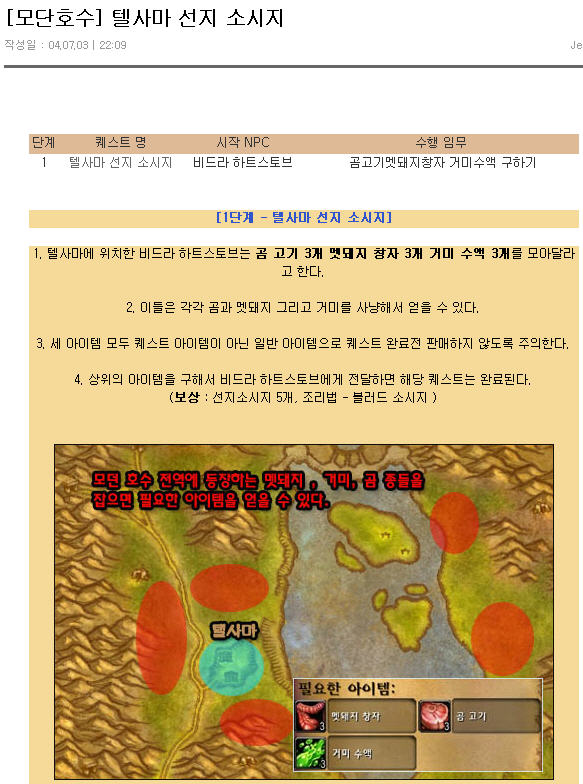 [모단호수] 텔사마 선지 소시지
작성일 : 04.07.03 | 22:09 Je
단계 퀘스트 명 시작 NPC 수행 임무
1 텔사마 선지 소시지 비드라 하트스토브 곰고기멧돼지창자 거미수액 구하기
[1단계 - 텔사마 선지 소시지]
1. 텔사마에 위치한 비드라 하트스토브는 곰 고기 3개 멧돼지 창자 3개 거미 수액 3개를 모아달라
고 한다.
2. 이들은 각각 곰과 멧돼지 그리고 거미를 사냥해서 얻을 수 있다.
3. 세 아이템 모두 퀘스트 아이템이 아닌 일반 아이템으로 퀘스트 완료전 판매하지 않도록 주의한다.
4. 상위의 아이템을 구해서 비드라 하트스토브에게 전달하면 해당 퀘스트는 완료된다.
(보상 : 선지소시지 5개, 조리법 - 블러드 소시지 )
모던 호수 전역에 등장하는 멧돼지 , 거미, 곰 종들을
잡으면 필요한 아이템을 얻을 수 있다.
텔사마
필요한 아이템:
3 멧돼지 창자 3 곰 고기
3 거미 수액